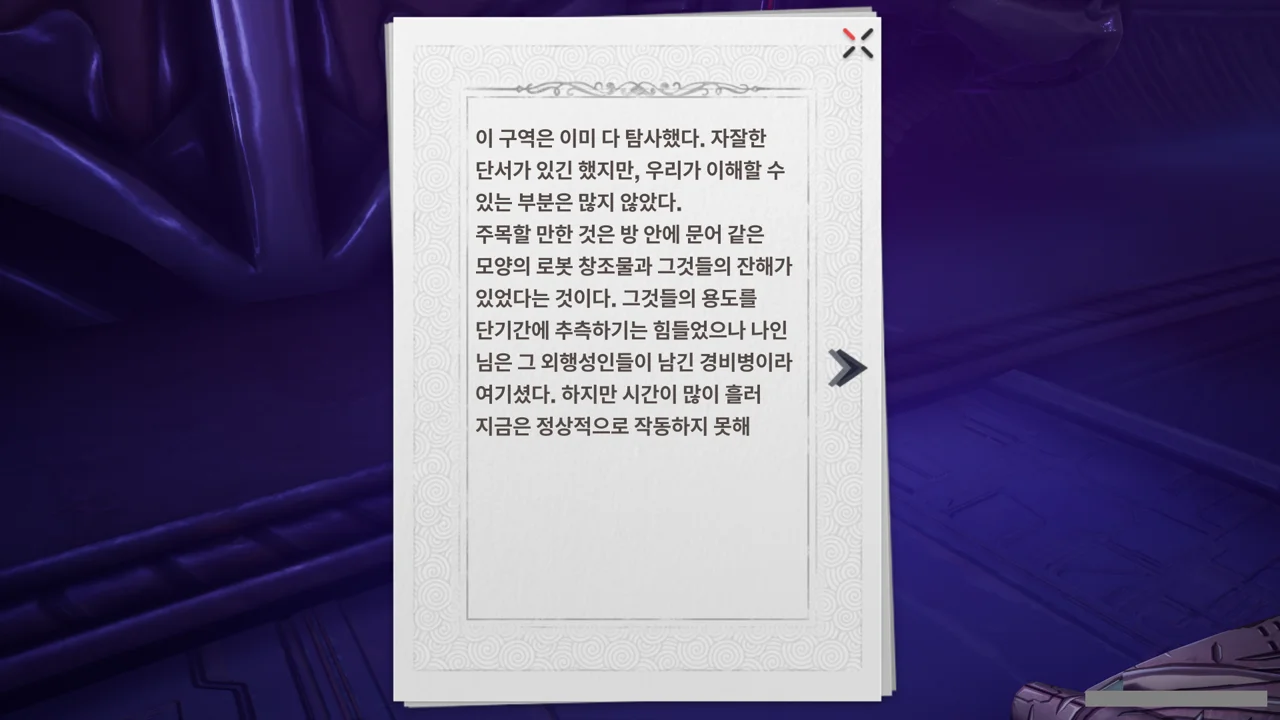 이 구역은 이미 다 탐사했다. 자잘한
단서가 있긴 했지만, 우리가 이해할 수
있는 부분은 많지 않았다.
주목할 만한 것은 방 안에 문어 같은
모양의 로봇 창조물과 그것들의 잔해가
있었다는 것이다. 그것들의 용도를
단기간에 추측하기는 힘들었으나 나인
님은 그 외행성인들이 남긴 경비병이라
여기셨다. 하지만 시간이 많이 흘러
지금은 정상적으로 작동하지 못해